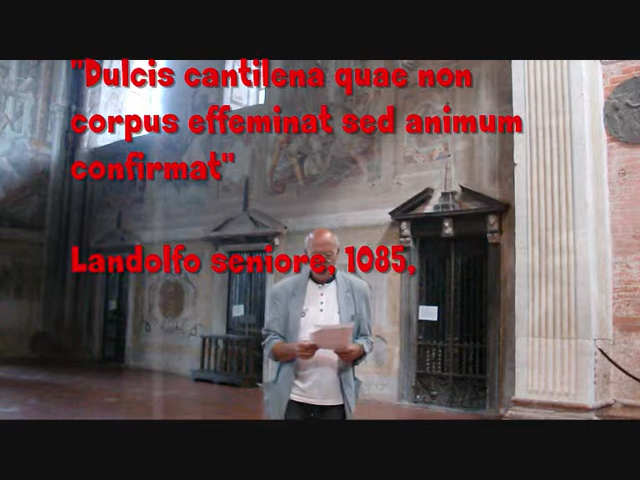 "Dulcis cantilena quae non
corpus effeminat sed animum
confirmat"
Landolfo seniore, 1085,